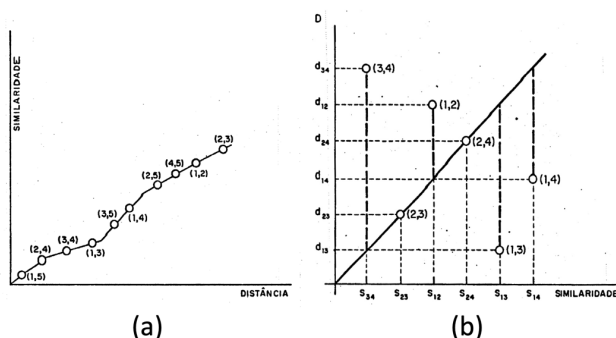 SIMILARIDADE
(1,5)
(2,4)
(3,4)
(1,3)
(3,5)
(1,4)
(2,5)
(4,5)
(1,2)
(2,3)
DISTÂNCIA
(a)
D
d34
(3,4)
d12
(1,2)
d24
(2,4)
d14
(1,4)
d23
(2,3)
d13
(1,3)
S34 S23 S12 S24 S13 S14 SIMILARIDADE
(b)